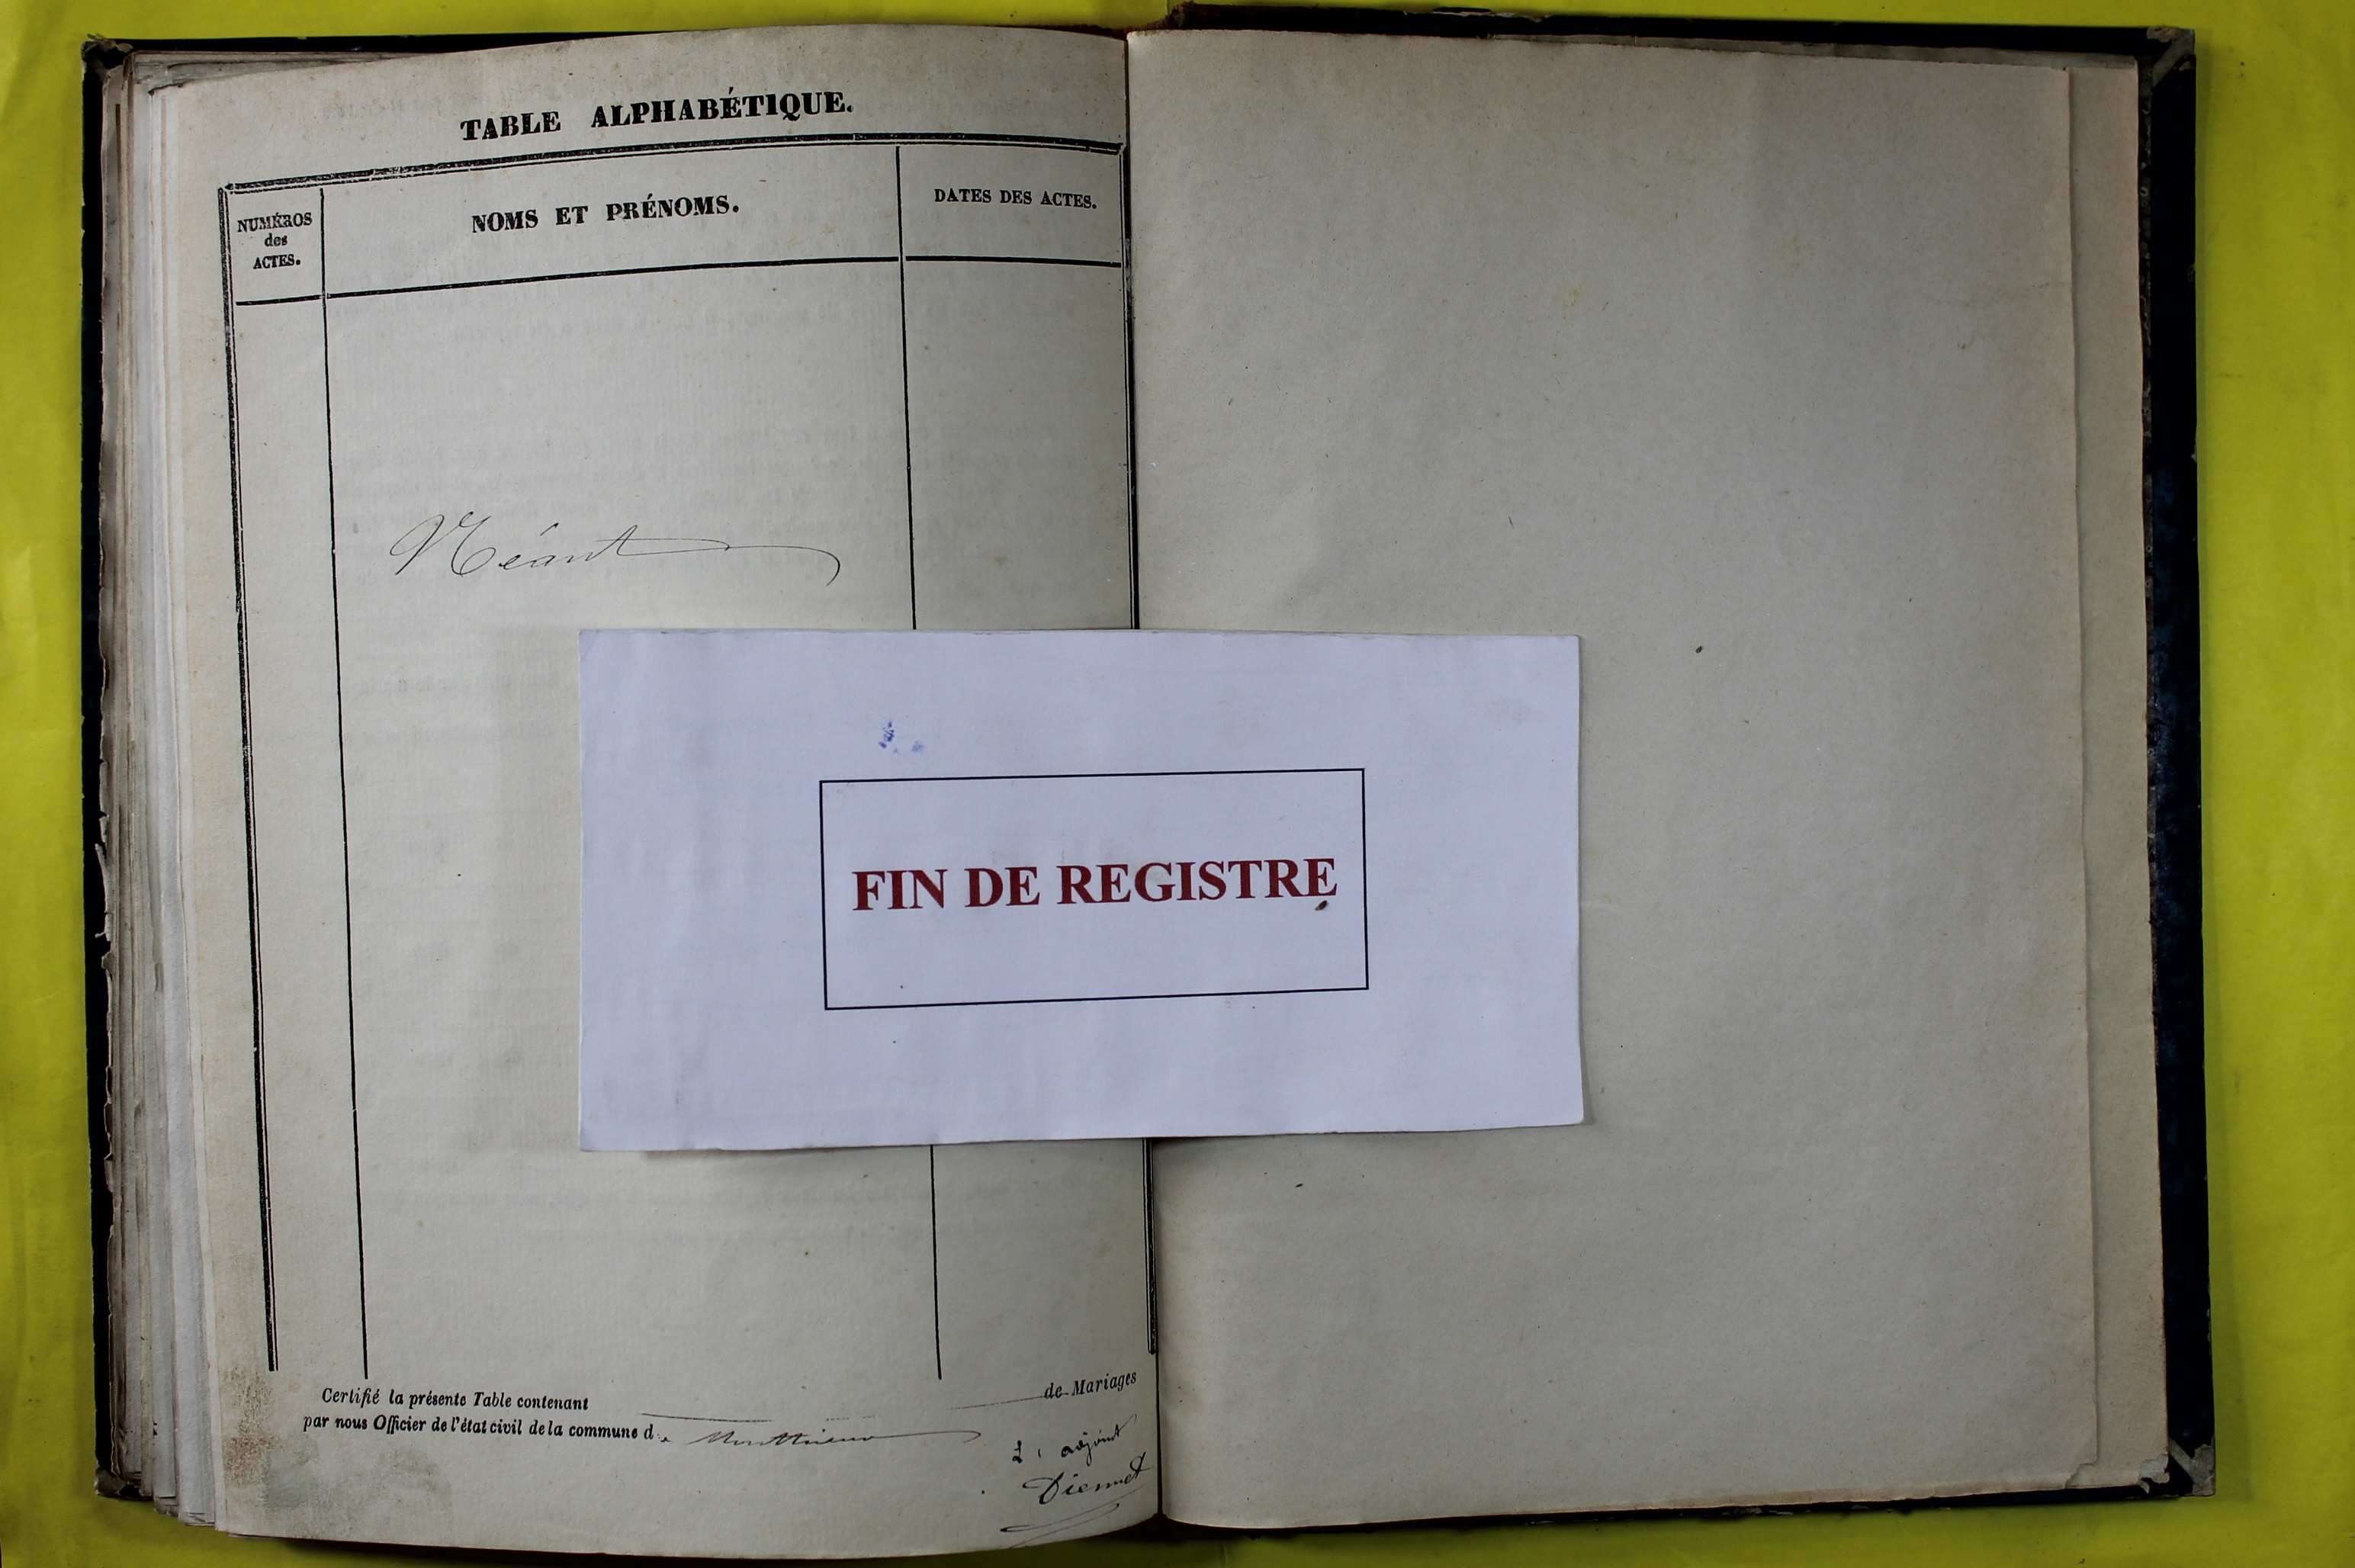 TABLE ALPHABÉTIQUE.
NUMÉROS
des
ACTES.
NOMS ET PRÉNOMS.
DATES DES ACTES.
Néant
FIN DE REGISTRE
Certifié la présente Table contenant de Mariages
par nous Officier de l'état civil de la commune d
L'adjoint